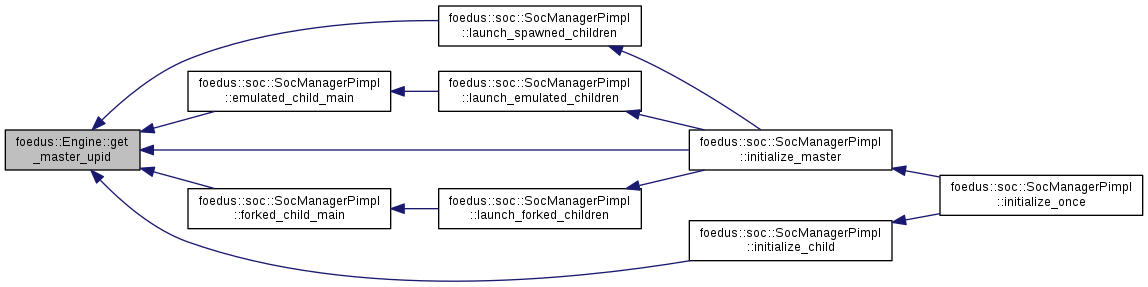 foedus::soc::SocManagerPimpl
::launch_spawned_children
foedus::soc::SocManagerPimpl
::emulated_child_main
foedus::soc::SocManagerPimpl
::launch_emulated_children
foedus::Engine::get
_master_upid
foedus::soc::SocManagerPimpl
::initialize_master
foedus::soc::SocManagerPimpl
::initialize_once
foedus::soc::SocManagerPimpl
::forked_child_main
foedus::soc::SocManagerPimpl
::launch_forked_children
foedus::soc::SocManagerPimpl
::initialize_child